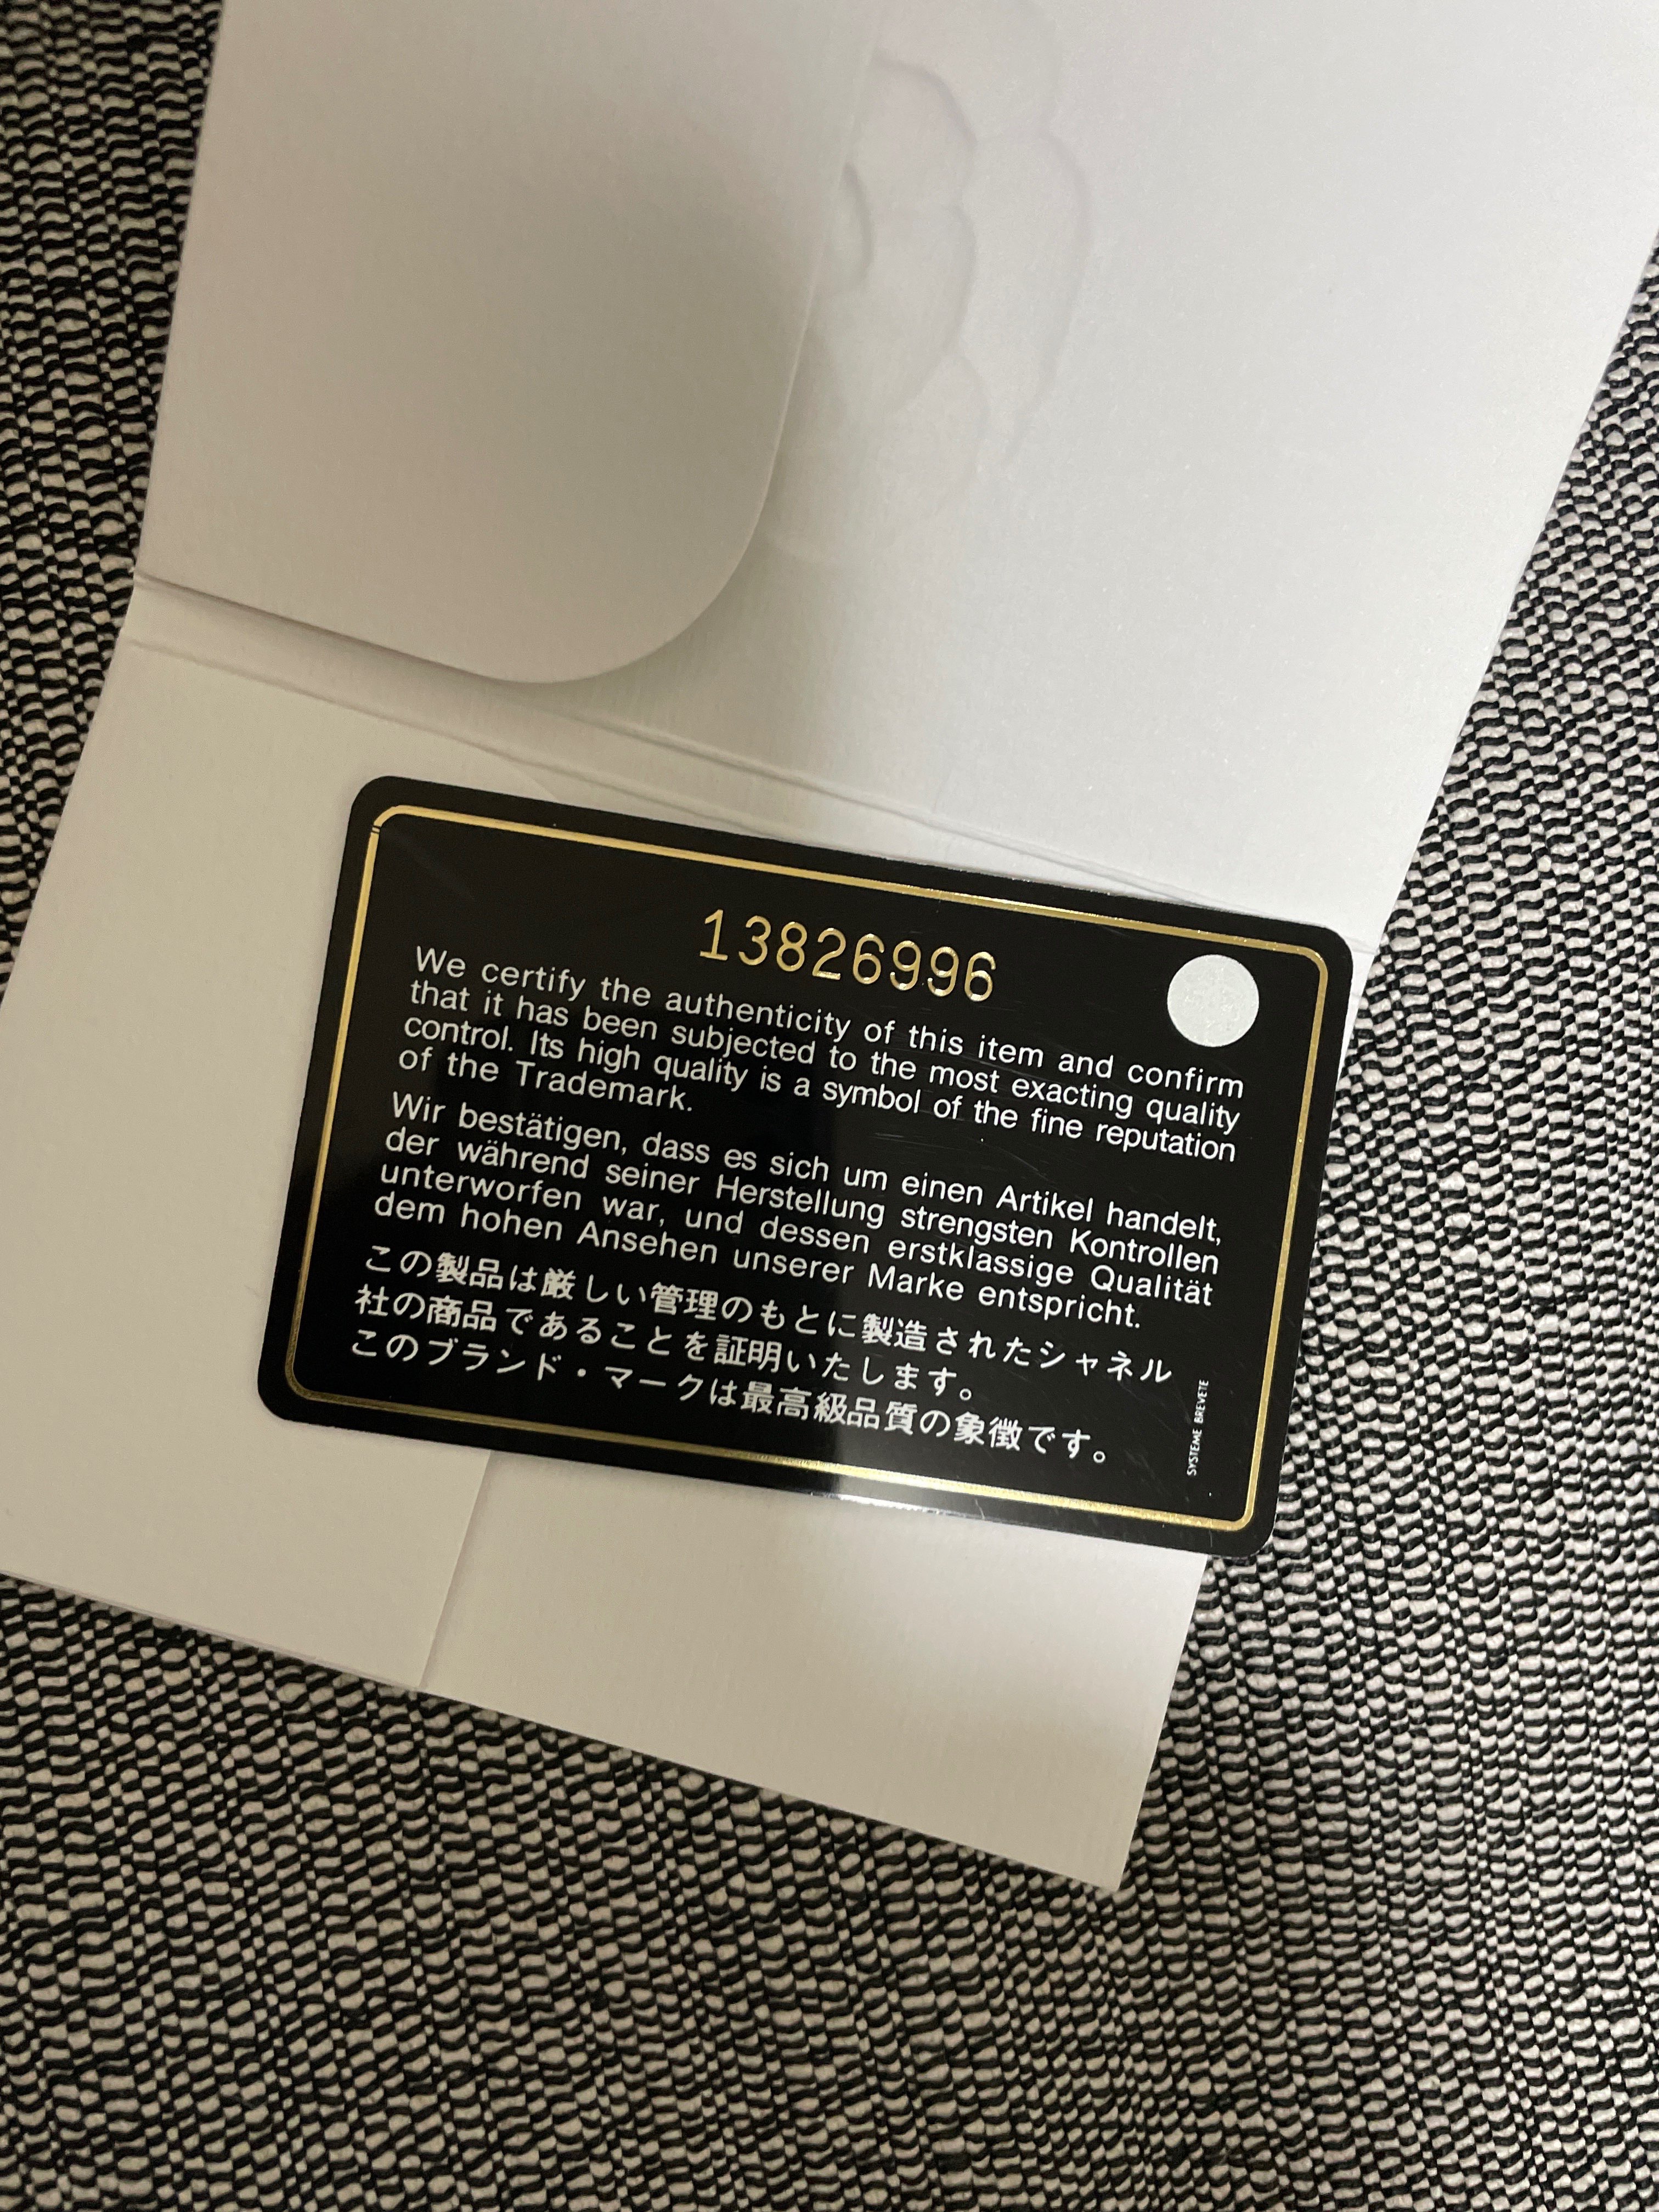 13826996
We certify the authenticity of this item and confirm
that it has been subjected to the most exacting quality
control. Its high quality is a symbol of the fine reputation
of the Trademark.
Wir bestätigen, dass es sich um einen Artikel handelt,
der während seiner Herstellung strengsten Kontrollen
unterworfen war, und dessen erstklassige Qualität
dem hohen Ansehen unserer Marke entspricht.
この製品は厳しい管理のもとに製造されたシャネル
社の商品であることを証明いたします。
このブランド・マークは最高級品質の象徴です。
SYSTEME BREVETE